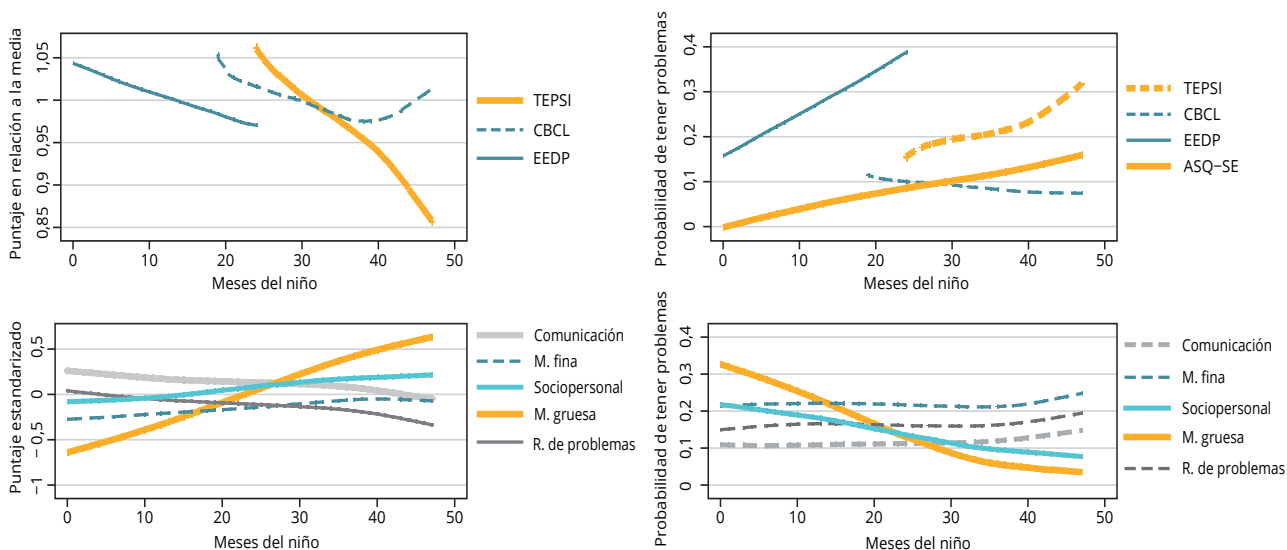 Puntaje en relación a la media
1,05
1
0,95
0,9
0,85
0
10
20
30
40
50
Meses del niño
TEPSI
CBCL
EEDP
Probabilidad de tener problemas
0,4
0,3
0,2
0,1
0
0
10
20
30
40
50
Meses del niño
TEPSI
CBCL
EEDP
ASQ−SE
Puntaje estandarizado
0,5
0
− 0,5
−1
0
10
20
30
40
50
Meses del niño
Comunicación
M. fina
Sociopersonal
M. gruesa
R. de problemas
Probabilidad de tener problemas
0,4
0,3
0,2
0,1
0
0
10
20
30
40
50
Meses del niño
Comunicación
M. fina
Sociopersonal
M. gruesa
R. de problemas